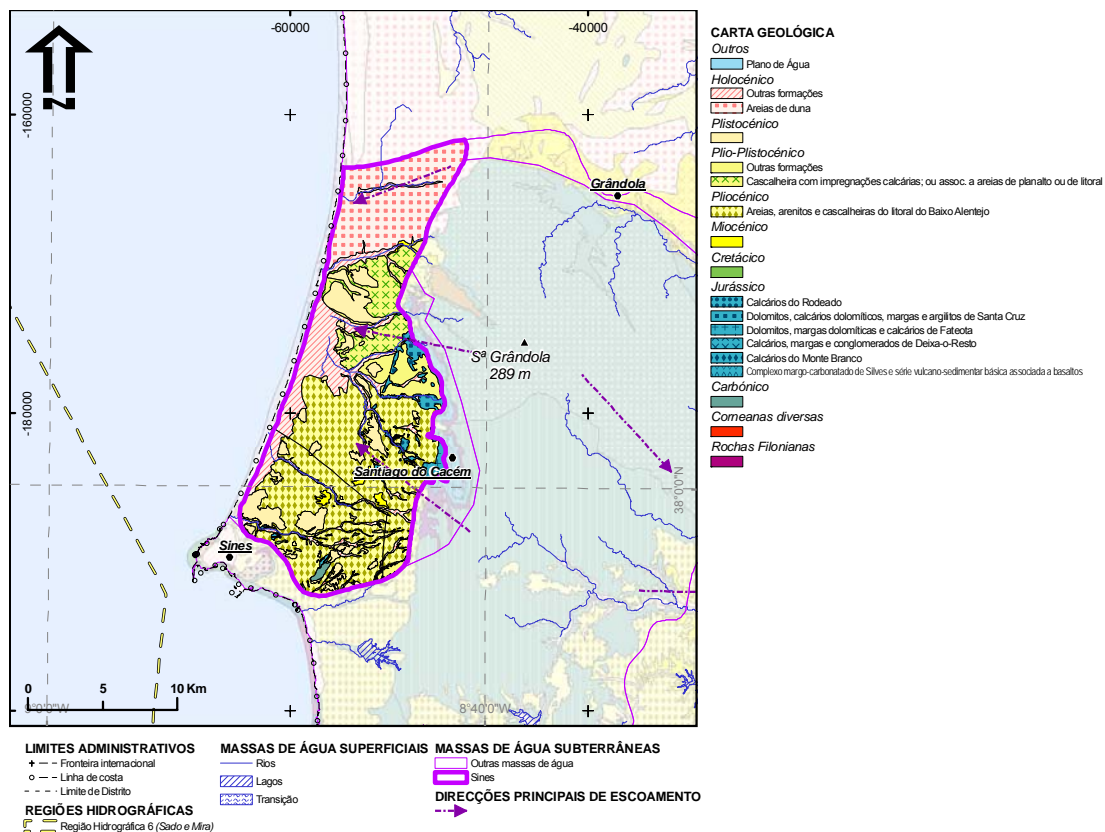 -60000
-40000
-160000
-180000
N
Grândola
Sª Grândola
289 m
Santiago do Cacém
Sines
38°0'0"N
0 5 10 Km
9°0'0"W
8°40'0"W
CARTA GEOLÓGICA
Outros
Plano de Água
Holocénico
Outras formações
Areias de duna
Plistocénico
Plio-Plistocénico
Outras formações
Cascalheira com impregnações calcárias; ou assoc. a areias de planalto ou de litoral
Pliocénico
Areias, arenitos e cascalheiras do litoral do Baixo Alentejo
Miocénico
Cretácico
Jurássico
Calcários do Rodeado
Dolomitos, calcários dolomíticos, margas e argilitos de Santa Cruz
Dolomitos, margas dolomíticas e calcários de Fateota
Calcários, margas e conglomerados de Deixa-o-Resto
Calcários do Monte Branco
Complexo margo-carbonatado de Silves e série vulcano-sedimentar básica associada a basaltos
Carbónico
Corneanas diversas
Rochas Filonianas
LIMITES ADMINISTRATIVOS
Fronteira internacional
Linha de costa
Limite de Distrito
REGIÕES HIDROGRÁFICAS
Região Hidrográfica 6 (Sado e Mira)
MASSAS DE ÁGUA SUPERFICIAIS
Rios
Lagos
Transição
MASSAS DE ÁGUA SUBTERRÂNEAS
Outras massas de água
Sines
DIRECÇÕES PRINCIPAIS DE ESCOAMENTO